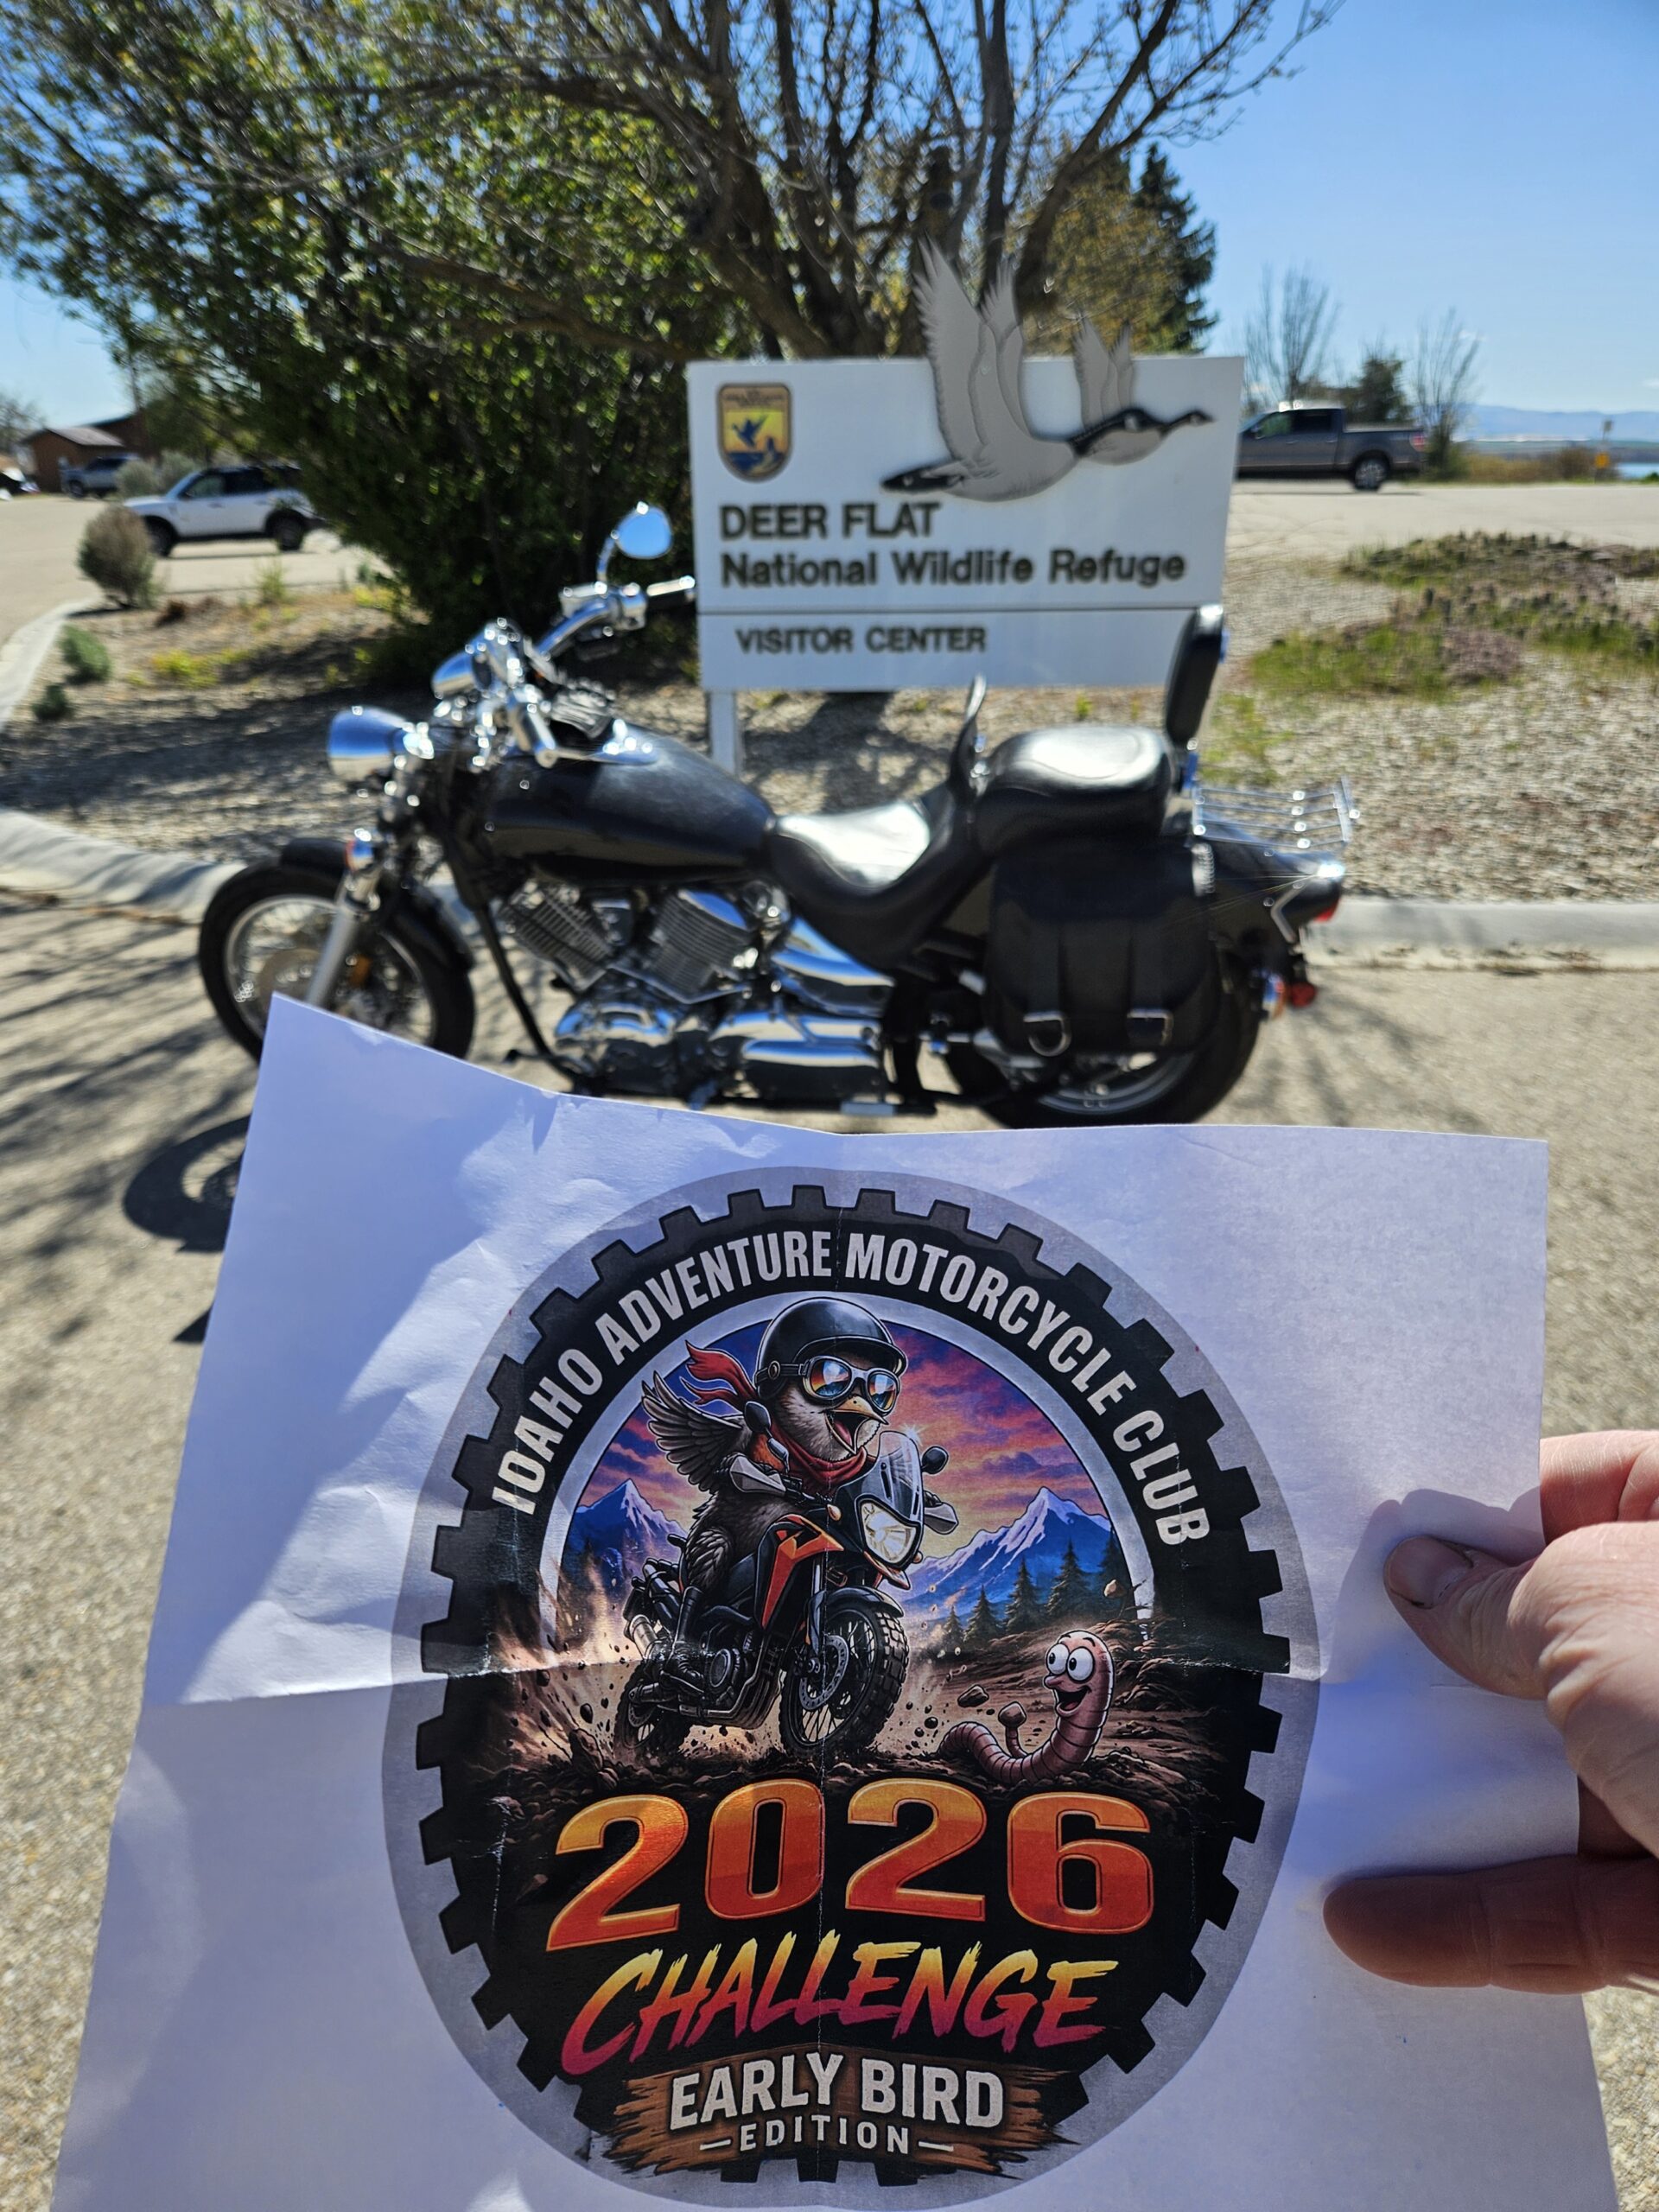 DEER FLAT
National Wildlife Refuge
VISITOR CENTER
IDAHO ADVENTURE MOTORCYCLE CLUB
2026
CHALLENGE
EARLY BIRD
-EDITION-